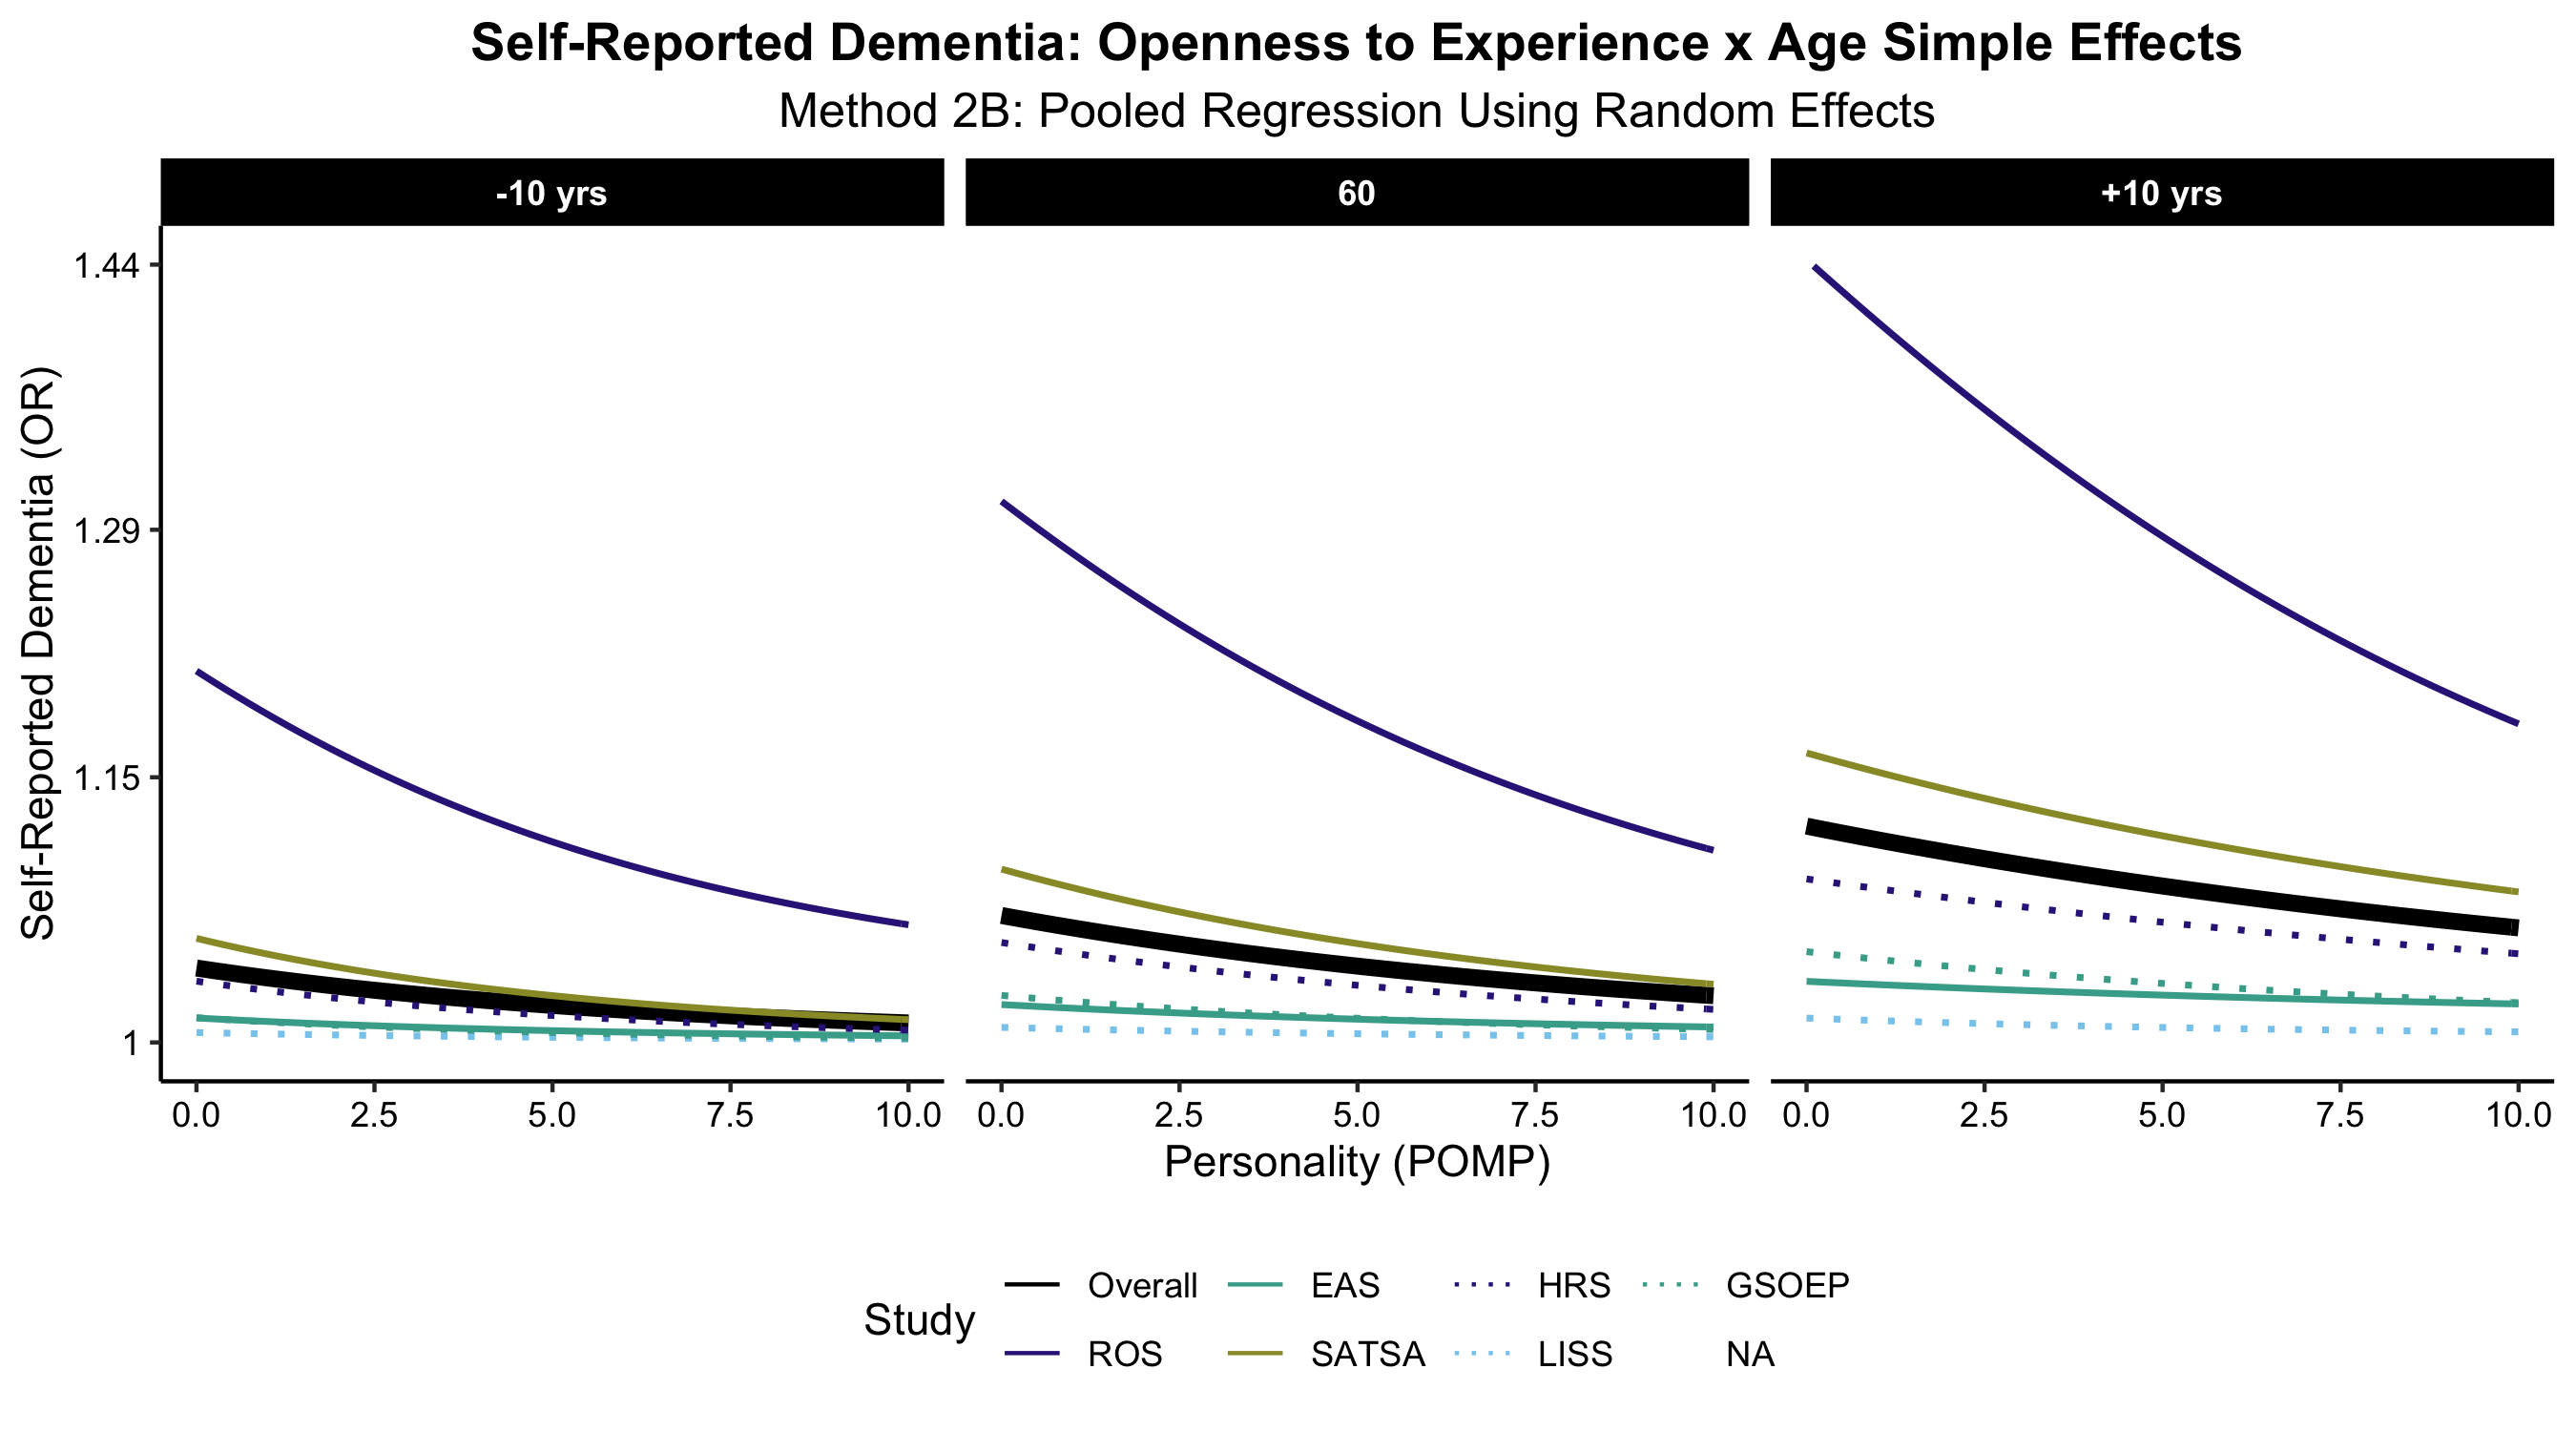 Self-Reported Dementia: Openness to Experience x Age Simple Effects
Method 2B: Pooled Regression Using Random Effects
-10 yrs
60
+10 yrs
Self-Reported Dementia (OR)
1.44
1.29
1.15
1
0.0 2.5 5.0 7.5 10.0
0.0 2.5 5.0 7.5 10.0
0.0 2.5 5.0 7.5 10.0
Personality (POMP)
Study
Overall EAS HRS GSOEP
ROS SATSA LISS NA